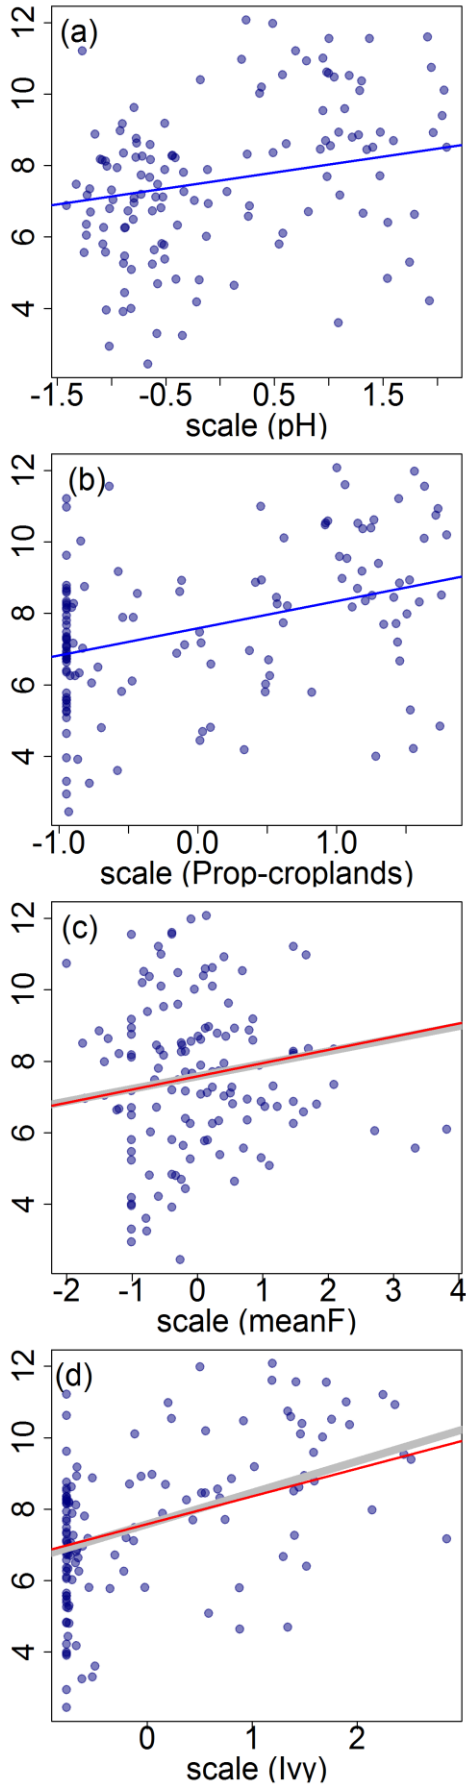 (a)
12
10
8
6
4
-1.5 -0.5 0.5 1.5
scale (pH)
(b)
12
10
8
6
4
-1.0 0.0 1.0
scale (Prop-croplands)
(c)
12
10
8
6
4
-2 -1 0 1 2 3 4
scale (meanF)
(d)
12
10
8
6
4
0 1 2
scale (Ivy)